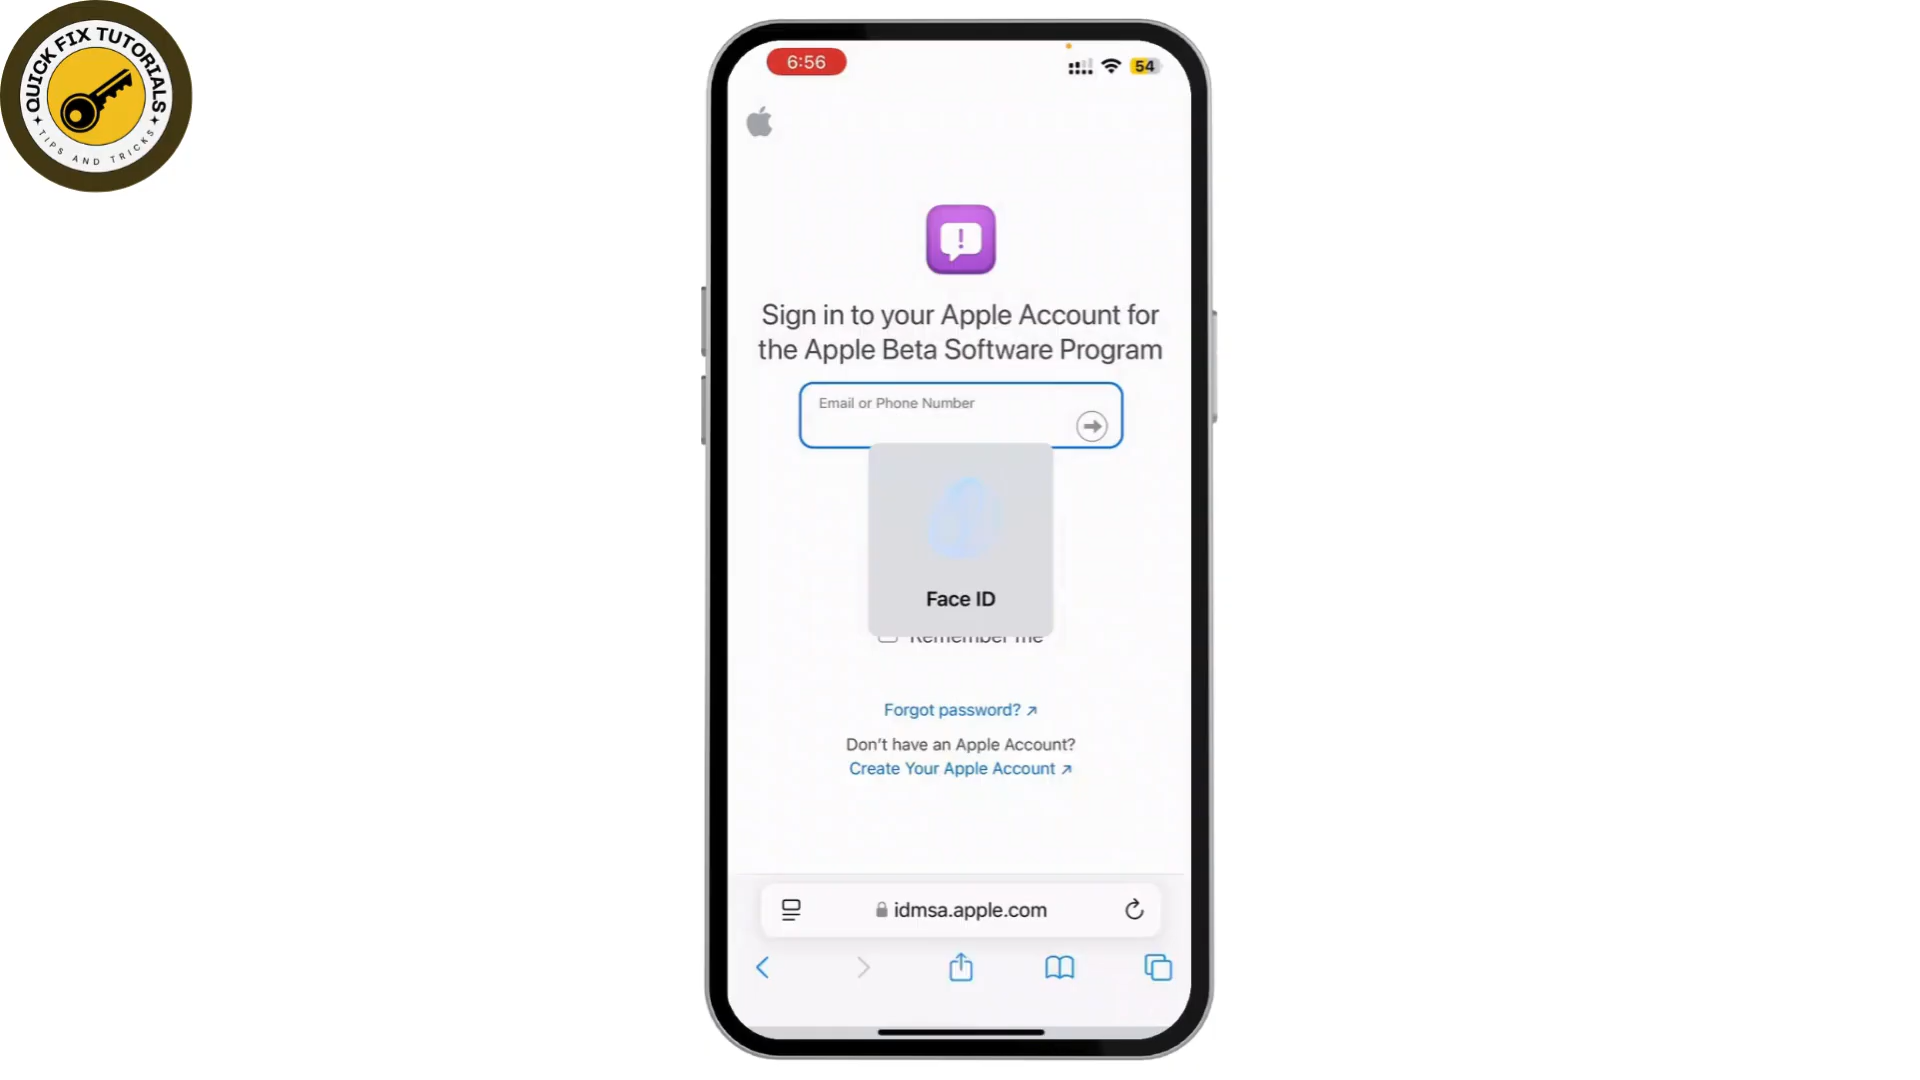 QUICK FIX TUTORIALS
TIPS AND TRICKS
6:56
54
Sign in to your Apple Account for
the Apple Beta Software Program
Email or Phone Number
Face ID
Remember me
Forgot password? ↗
Don't have an Apple Account?
Create Your Apple Account ↗
idmsa.apple.com